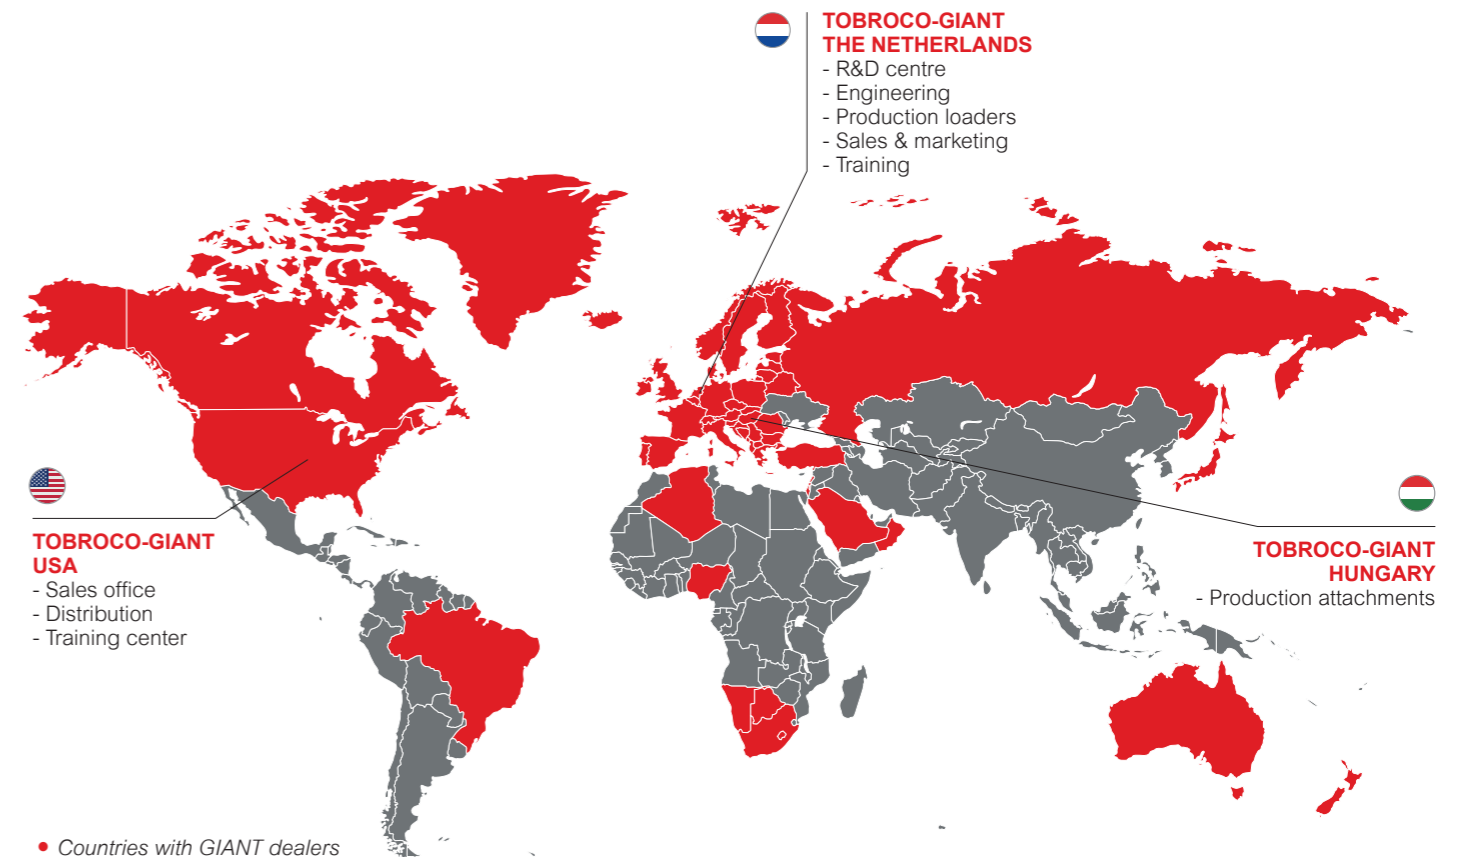 TOBROCO-GIANT
THE NETHERLANDS
- R&D centre
- Engineering
- Production loaders
- Sales & marketing
- Training
TOBROCO-GIANT
USA
- Sales office
- Distribution
- Training center
TOBROCO-GIANT
HUNGARY
- Production attachments
• Countries with GIANT dealers